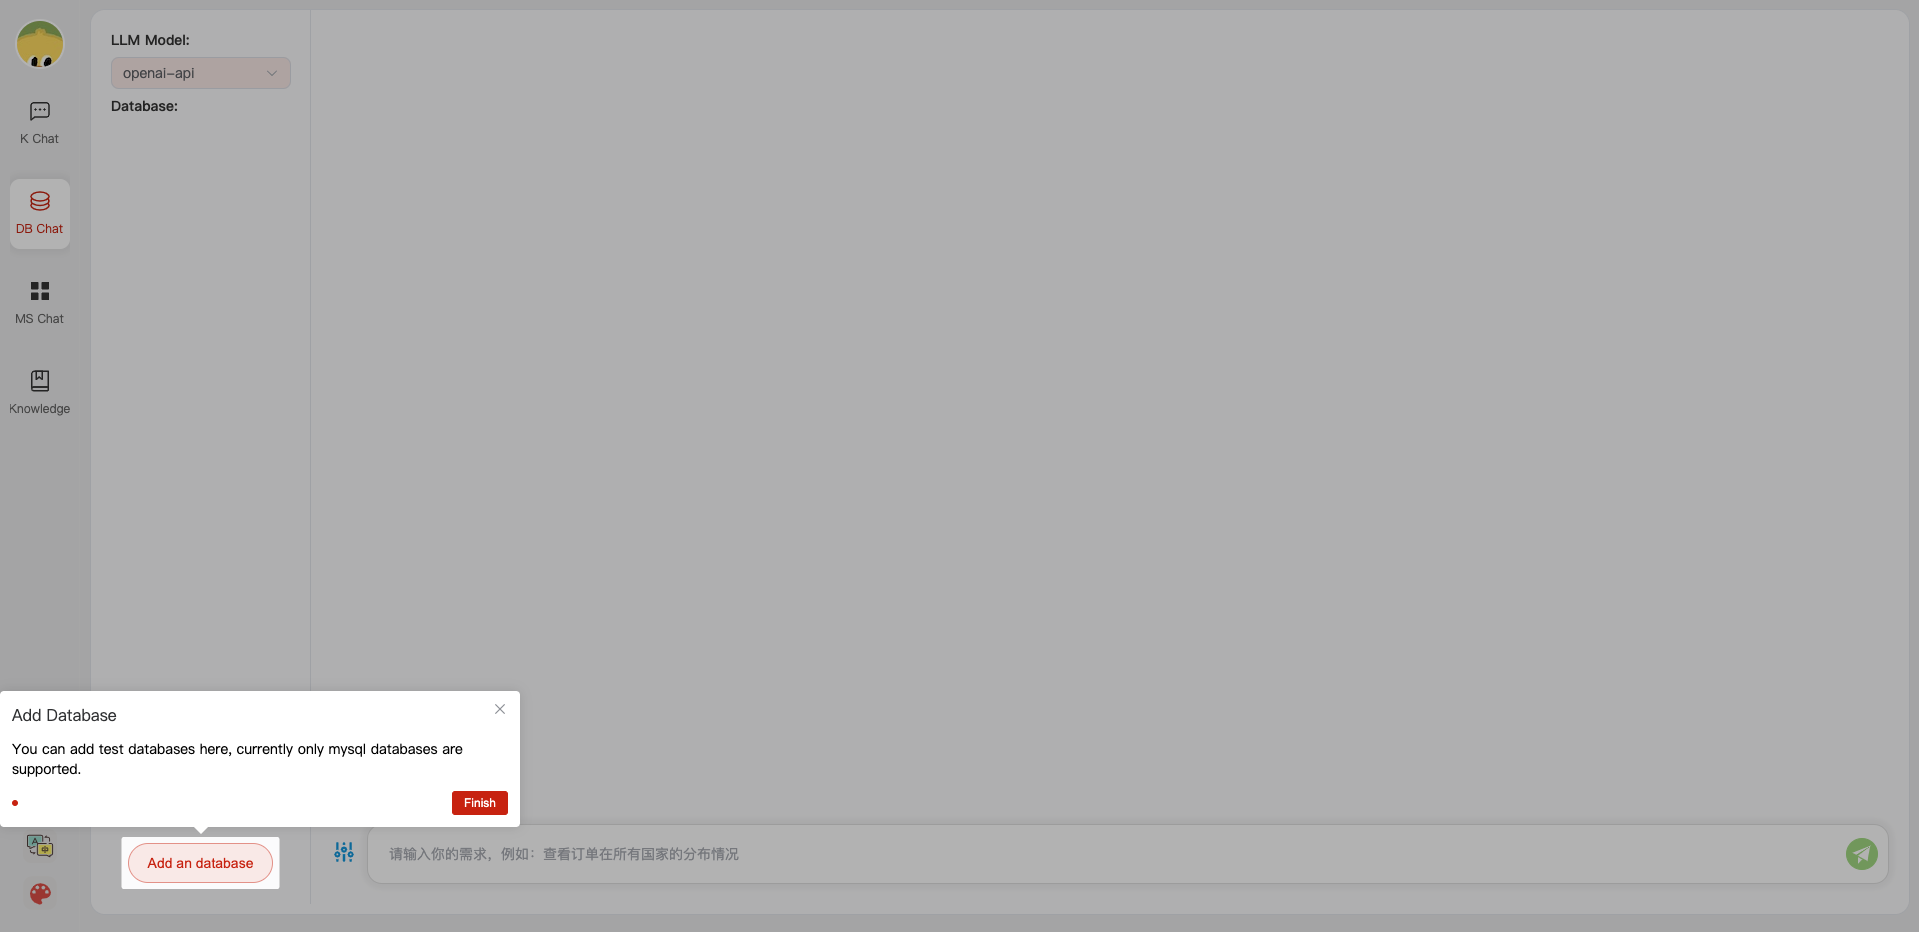 K Chat
DB Chat
MS Chat
Knowledge
LLM Model:
openai-api
Database:
Add Database
You can add test databases here, currently only mysql databases are
supported.
Finish
Add an database
请输入你的需求，例如：查看订单在所有国家的分布情况